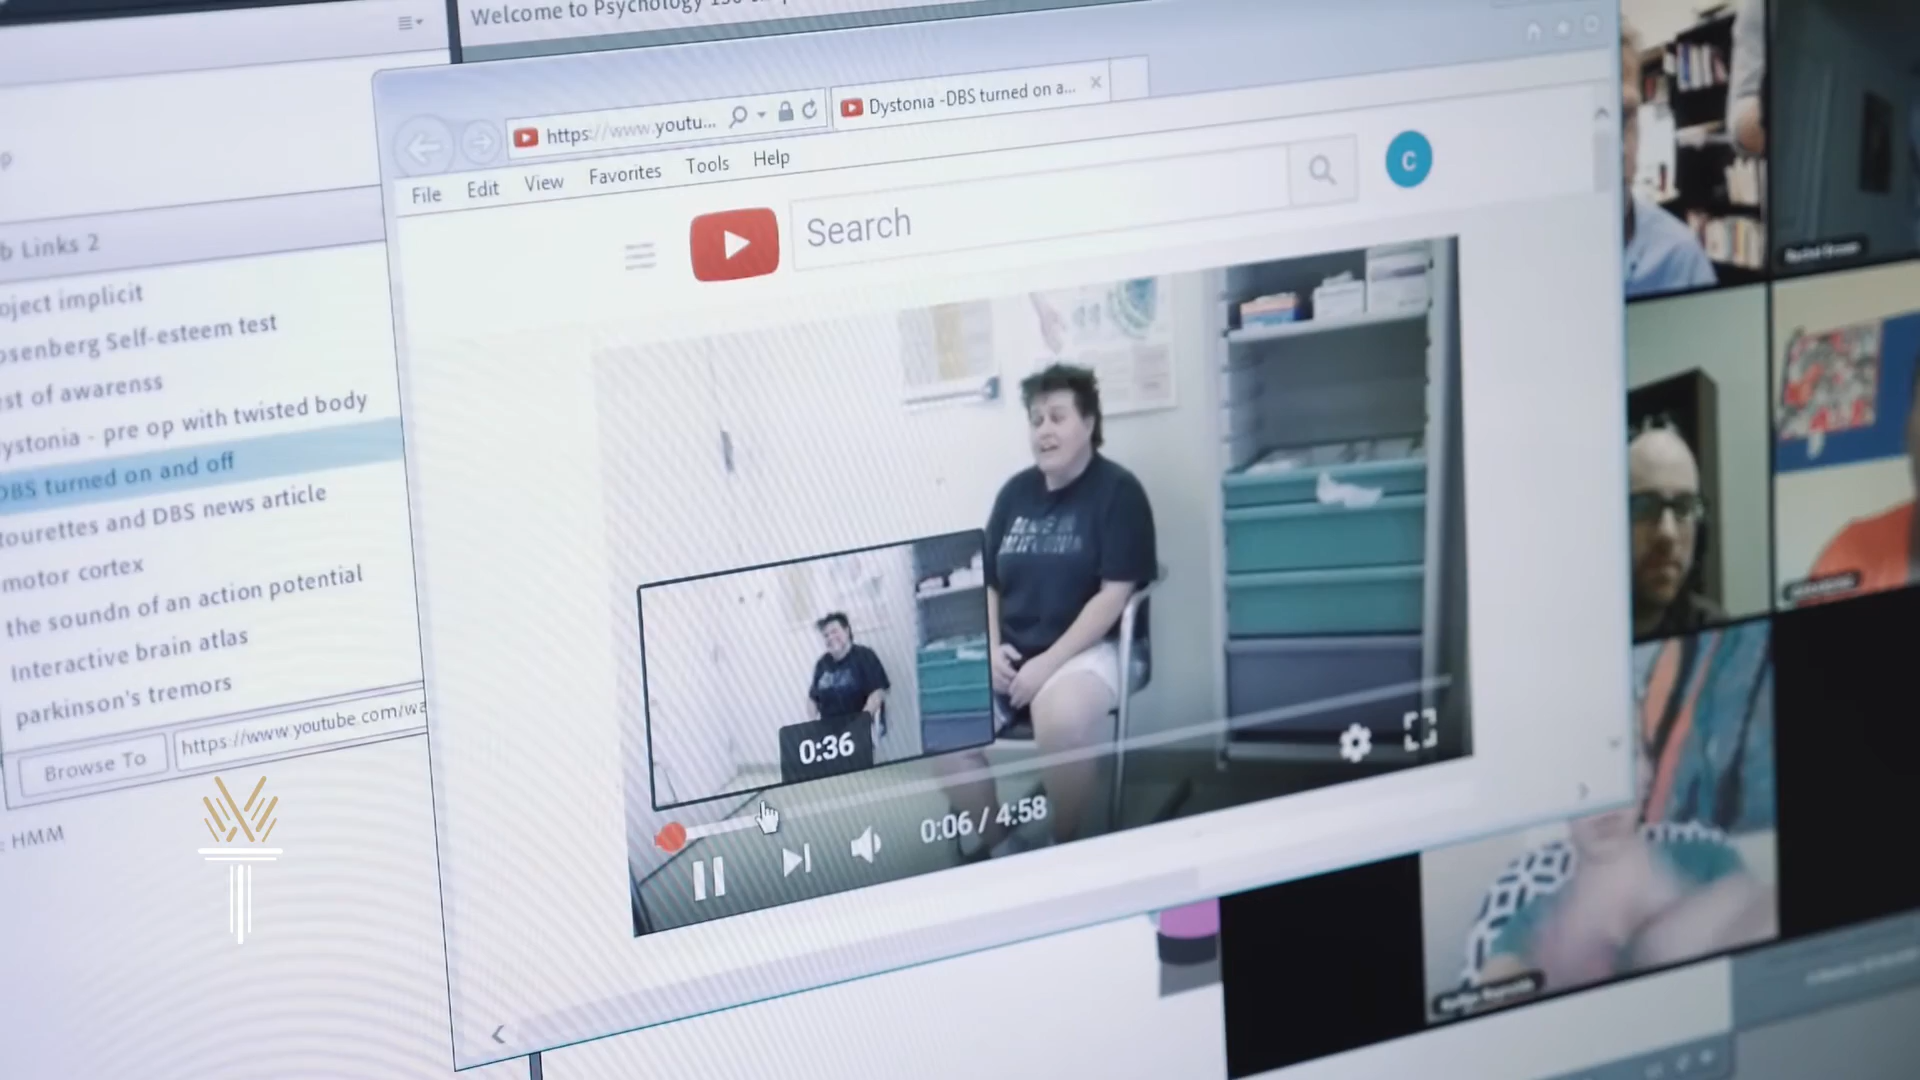 Welcome to Psychology
https://www.youtu...
Dystonia -DBS turned on a...
File Edit View Favorites Tools Help
Search
C
b Links 2
oject implicit
osenberg Self-esteem test
st of awarenss
ystonia - pre op with twisted body
DBS turned on and off
tourettes and DBS news article
motor cortex
the soundn of an action potential
Interactive brain atlas
parkinson's tremors
Browse To
https://www.youtube.com/wa
: HMM
0:36
0:06 / 4:58